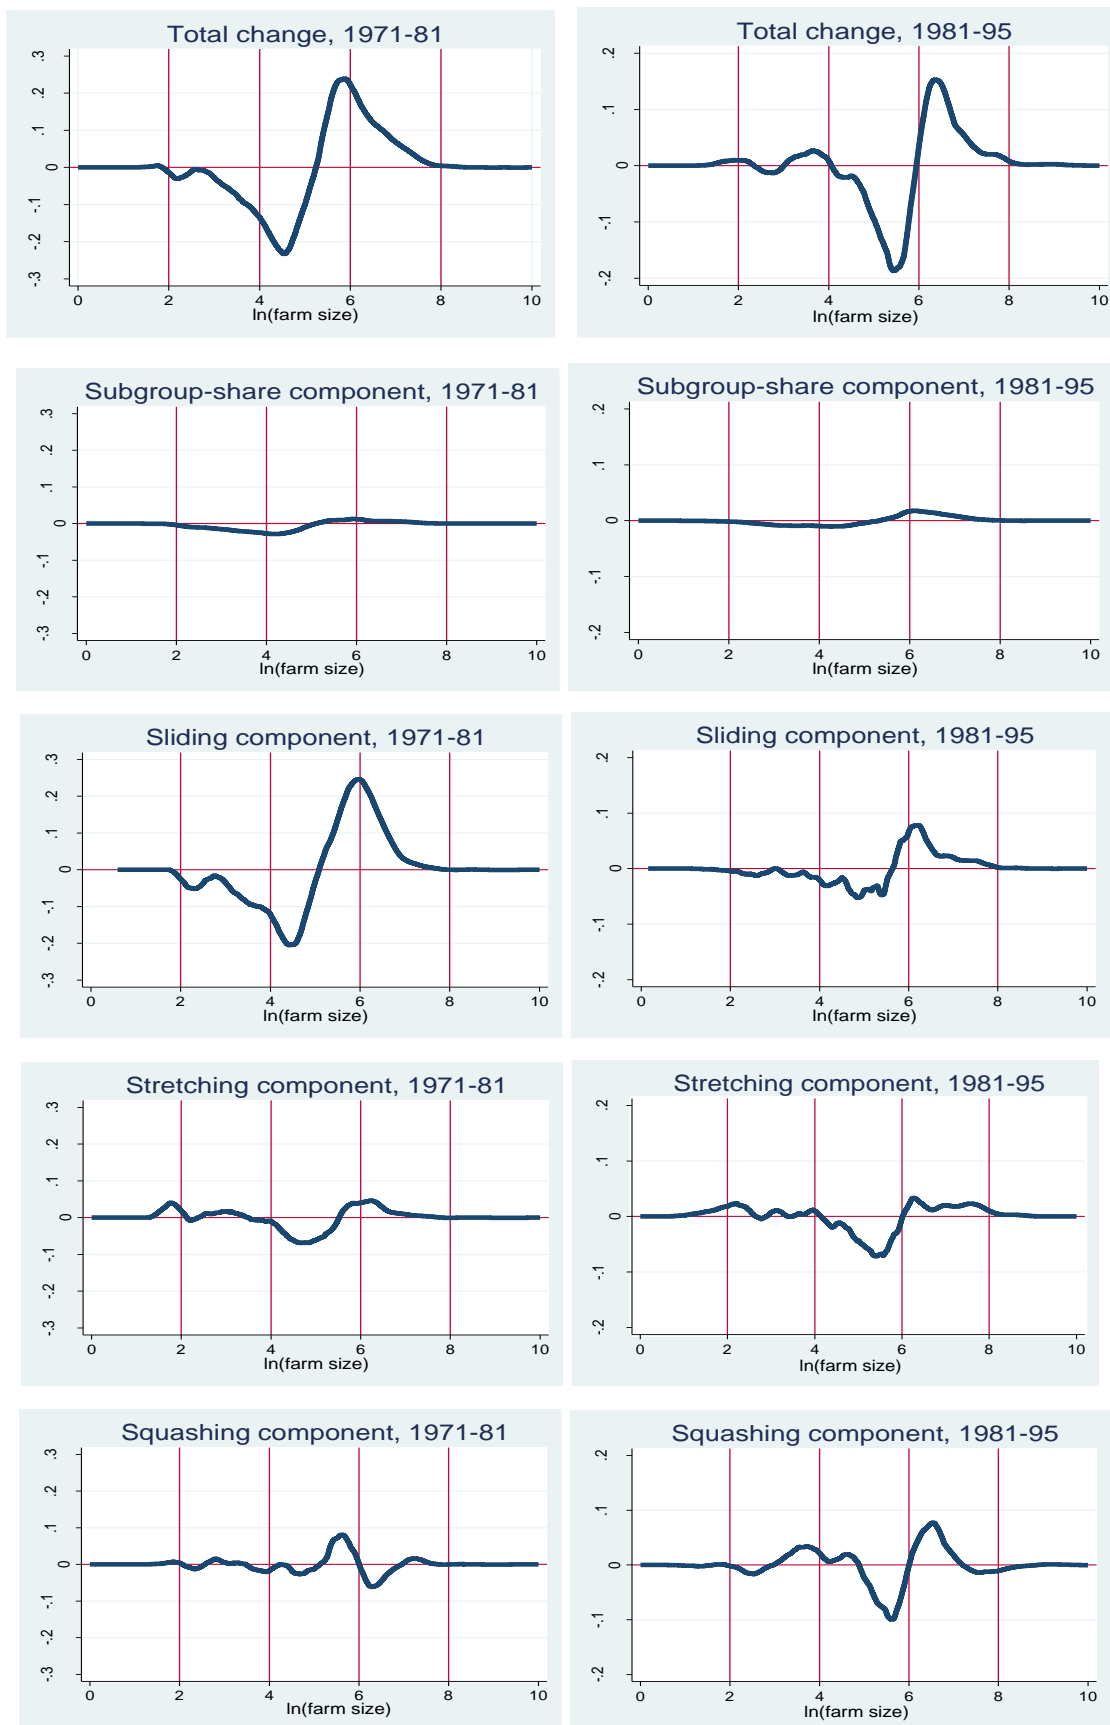 Total change, 1971-81
.3
.2
.1
0
-.1
-.2
-.3
0 2 4 6 8 10
ln(farm size)
Total change, 1981-95
.2
.1
0
-.1
-.2
0 2 4 6 8 10
ln(farm size)
Subgroup-share component, 1971-81
.3
.2
.1
0
-.1
-.2
-.3
0 2 4 6 8 10
ln(farm size)
Subgroup-share component, 1981-95
.2
.1
0
-.1
-.2
0 2 4 6 8 10
ln(farm size)
Sliding component, 1971-81
.3
.2
.1
0
-.1
-.2
-.3
0 2 4 6 8 10
ln(farm size)
Sliding component, 1981-95
.2
.1
0
-.1
-.2
0 2 4 6 8 10
ln(farm size)
Stretching component, 1971-81
.3
.2
.1
0
-.1
-.2
-.3
0 2 4 6 8 10
ln(farm size)
Stretching component, 1981-95
.2
.1
0
-.1
-.2
0 2 4 6 8 10
ln(farm size)
Squashing component, 1971-81
.3
.2
.1
0
-.1
-.2
-.3
0 2 4 6 8 10
ln(farm size)
Squashing component, 1981-95
.2
.1
0
-.1
-.2
0 2 4 6 8 10
ln(farm size)